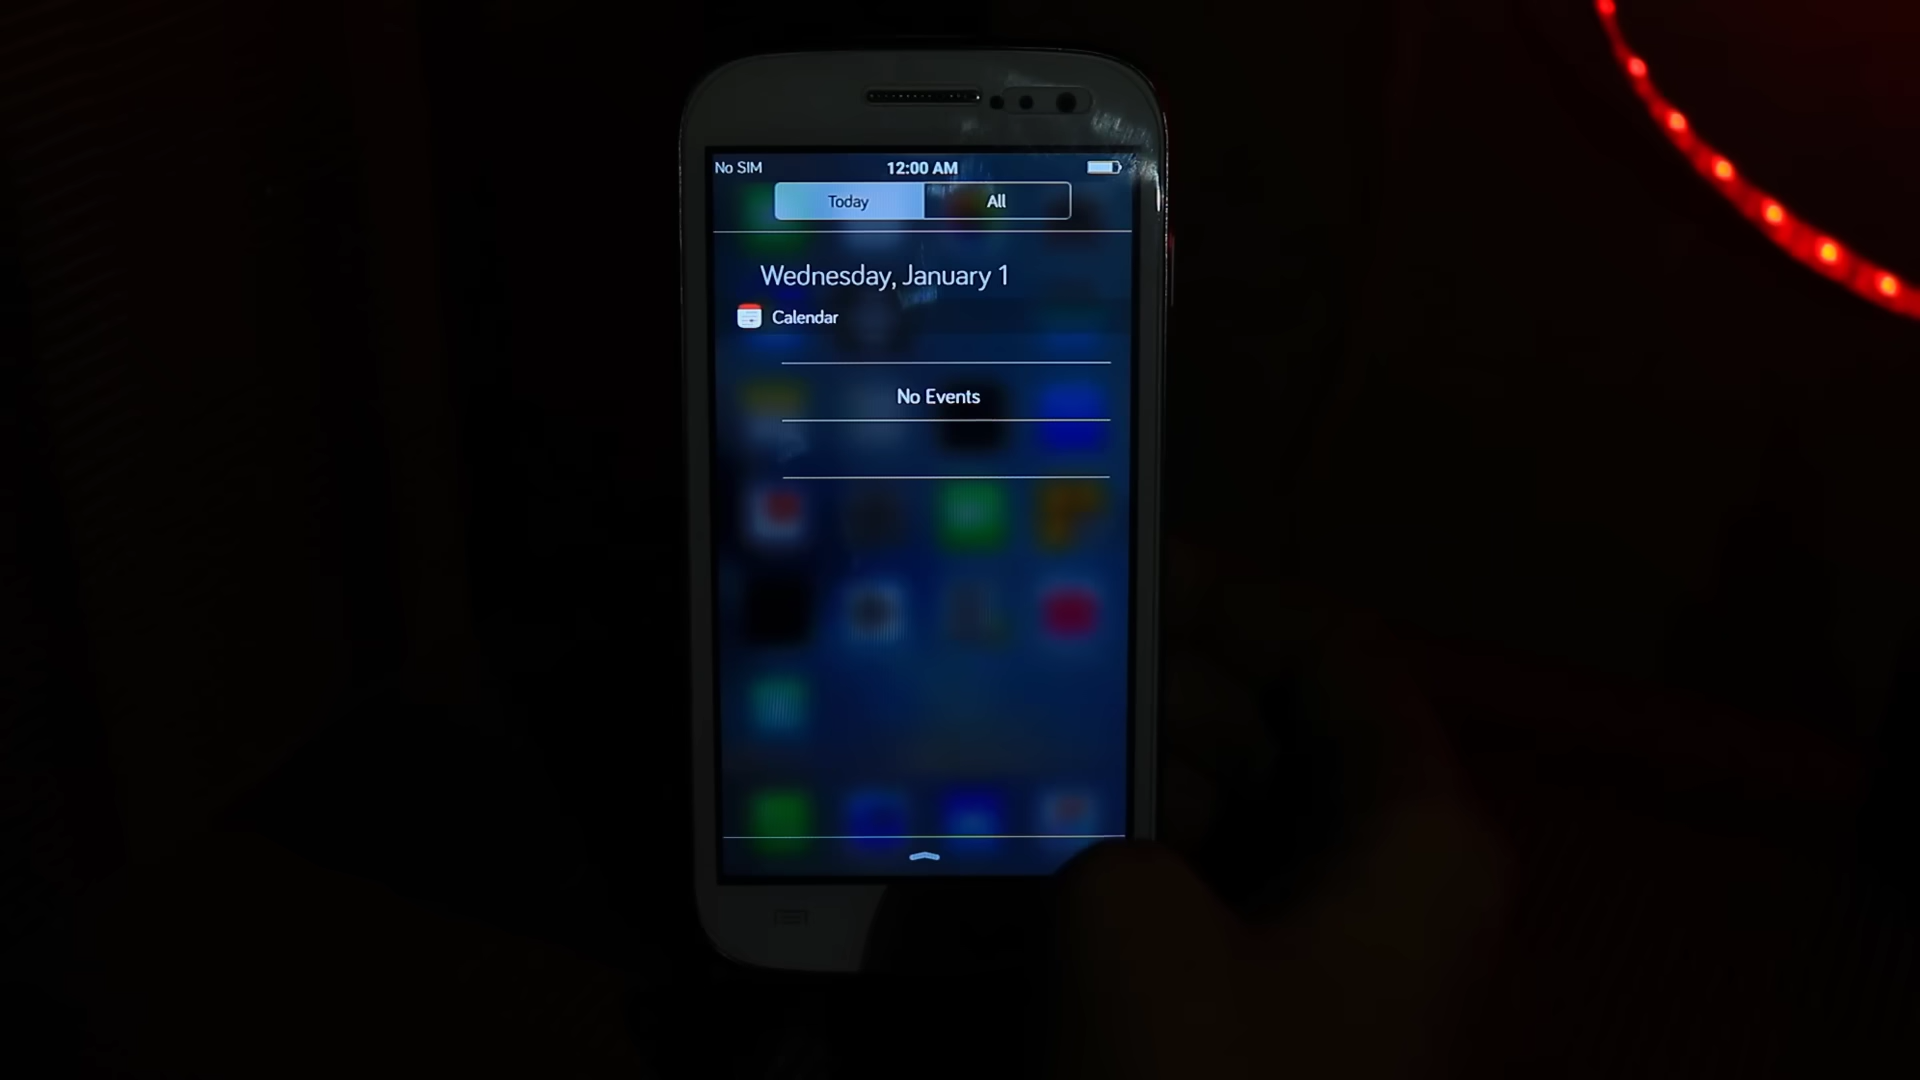 No SIM 12:00 AM
Today All
Wednesday, January 1
Calendar
No Events